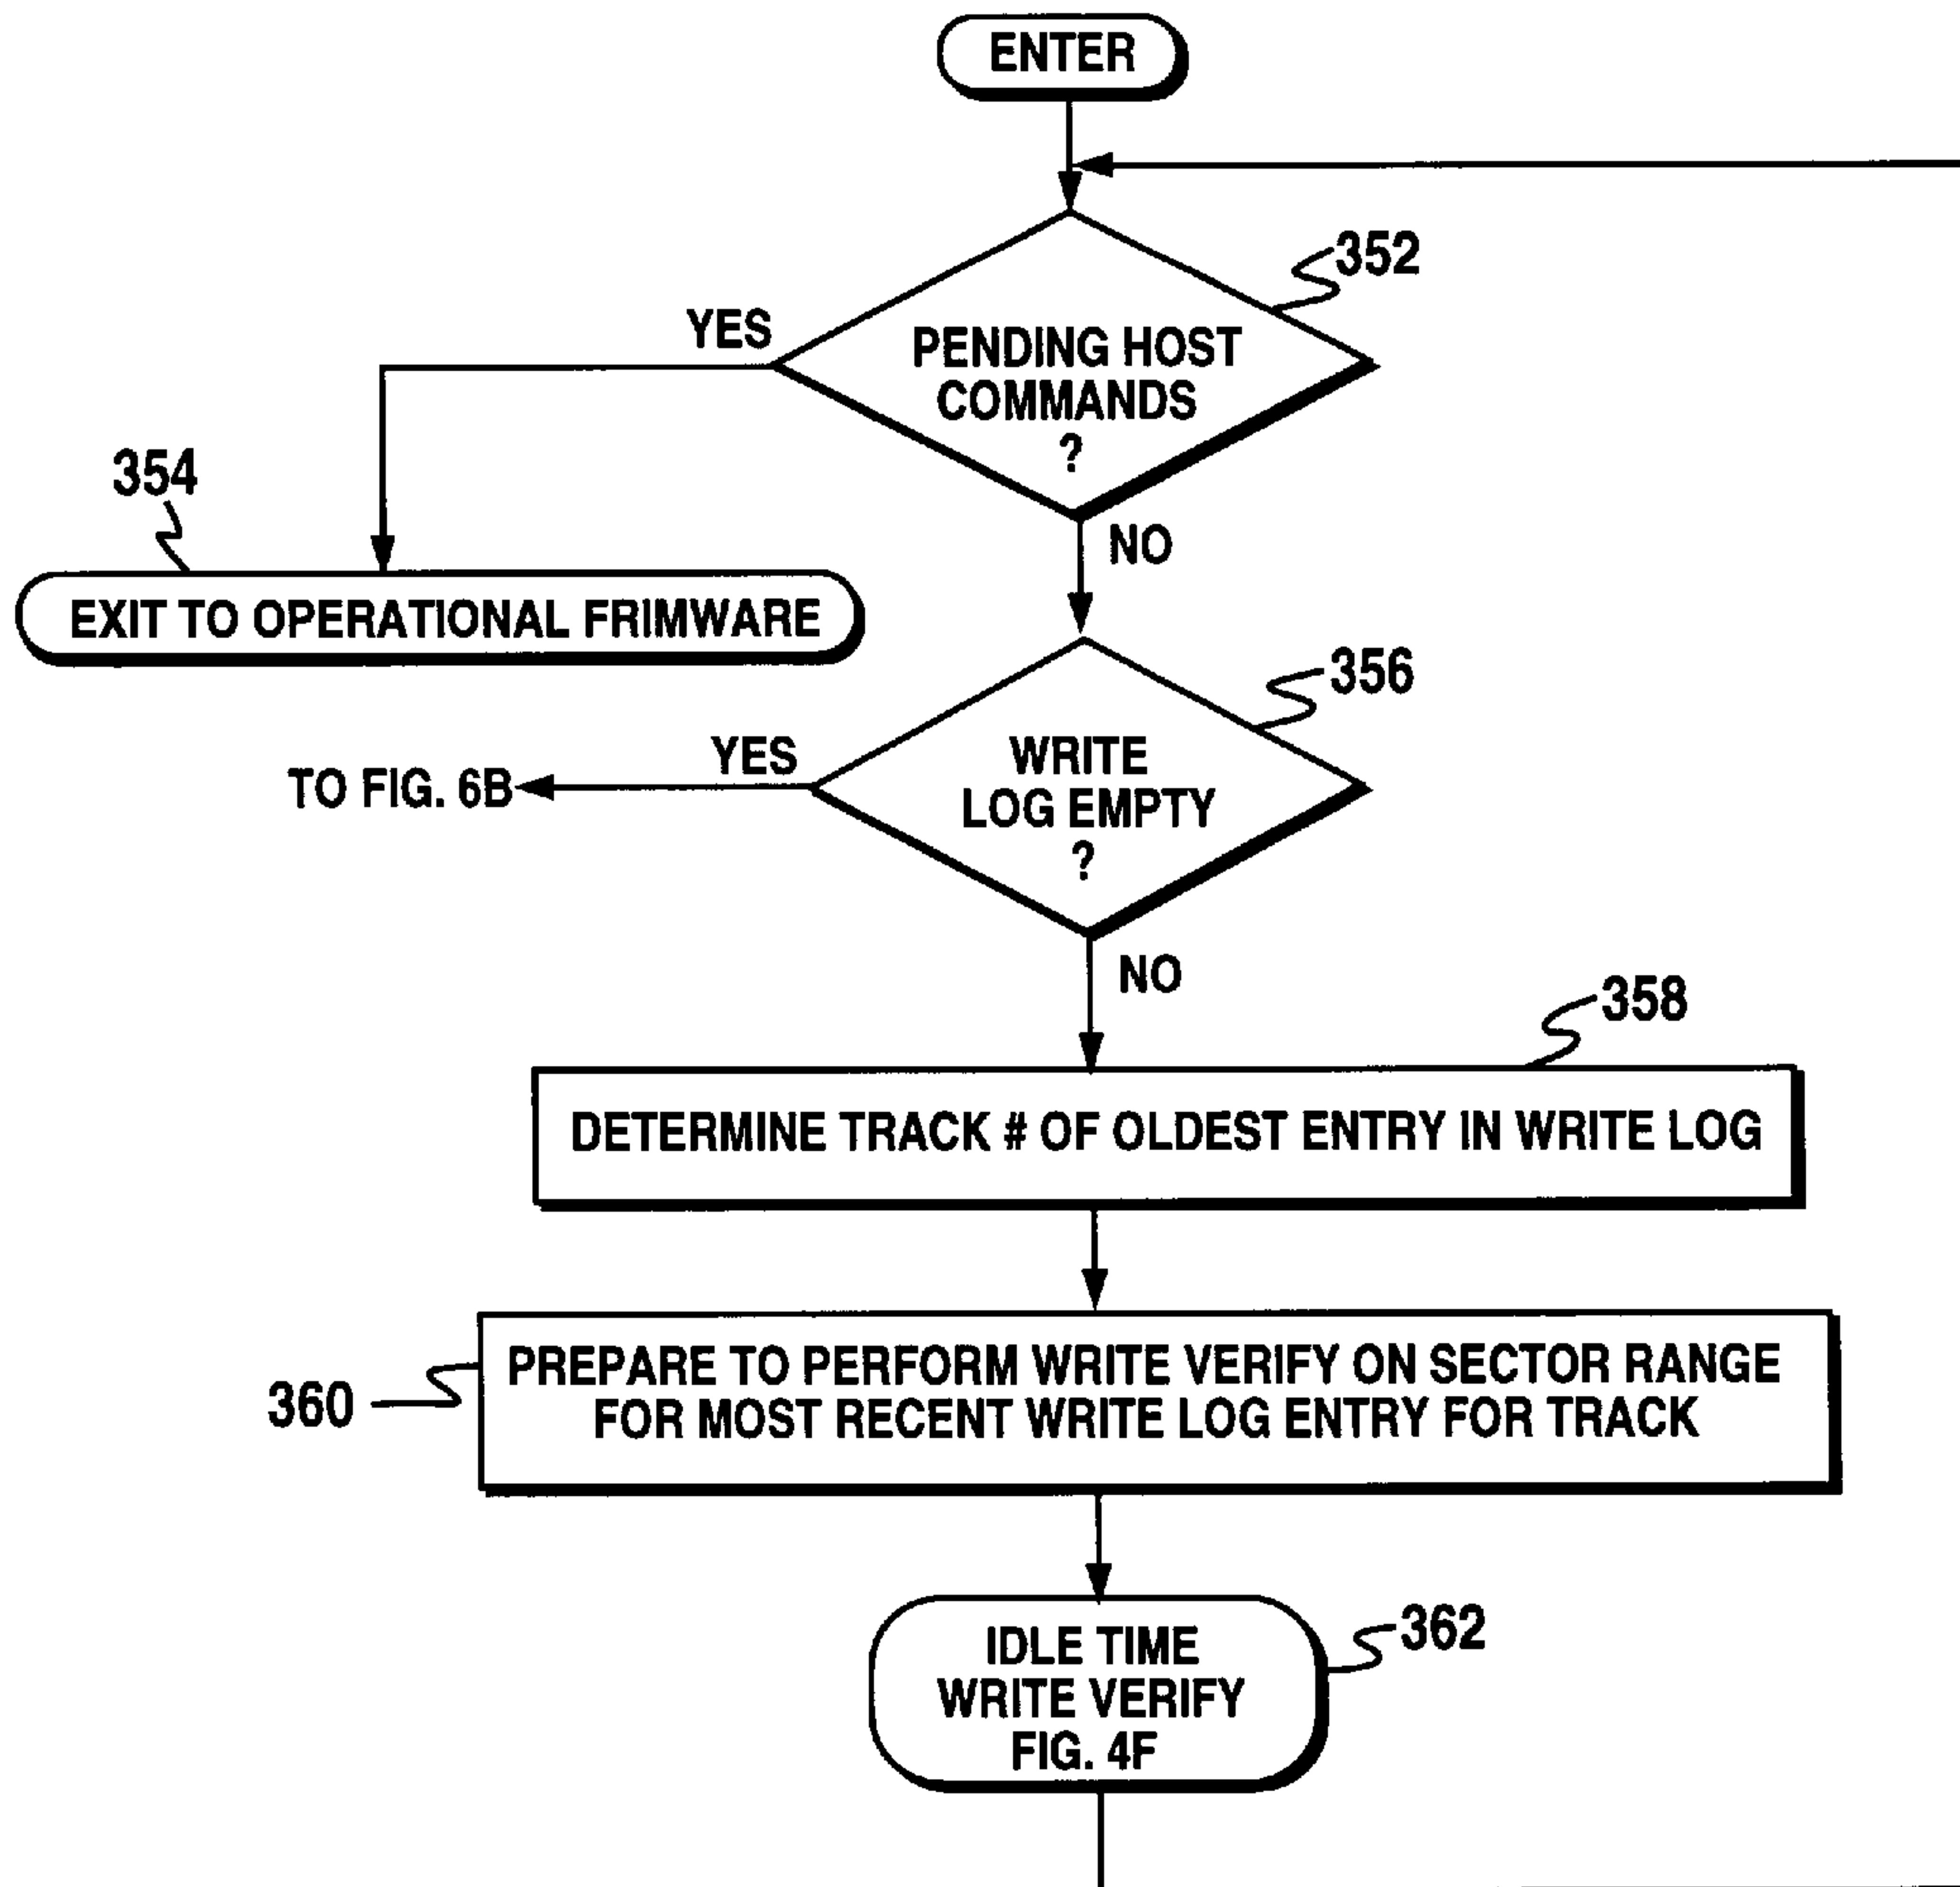 ENTER
352
YES
PENDING HOST
COMMANDS
?
354
NO
EXIT TO OPERATIONAL FRIMWARE
356
YES
WRITE
LOG EMPTY
?
TO FIG. 6B
NO
358
DETERMINE TRACK # OF OLDEST ENTRY IN WRITE LOG
360
PREPARE TO PERFORM WRITE VERIFY ON SECTOR RANGE
FOR MOST RECENT WRITE LOG ENTRY FOR TRACK
362
IDLE TIME
WRITE VERIFY
FIG. 4F